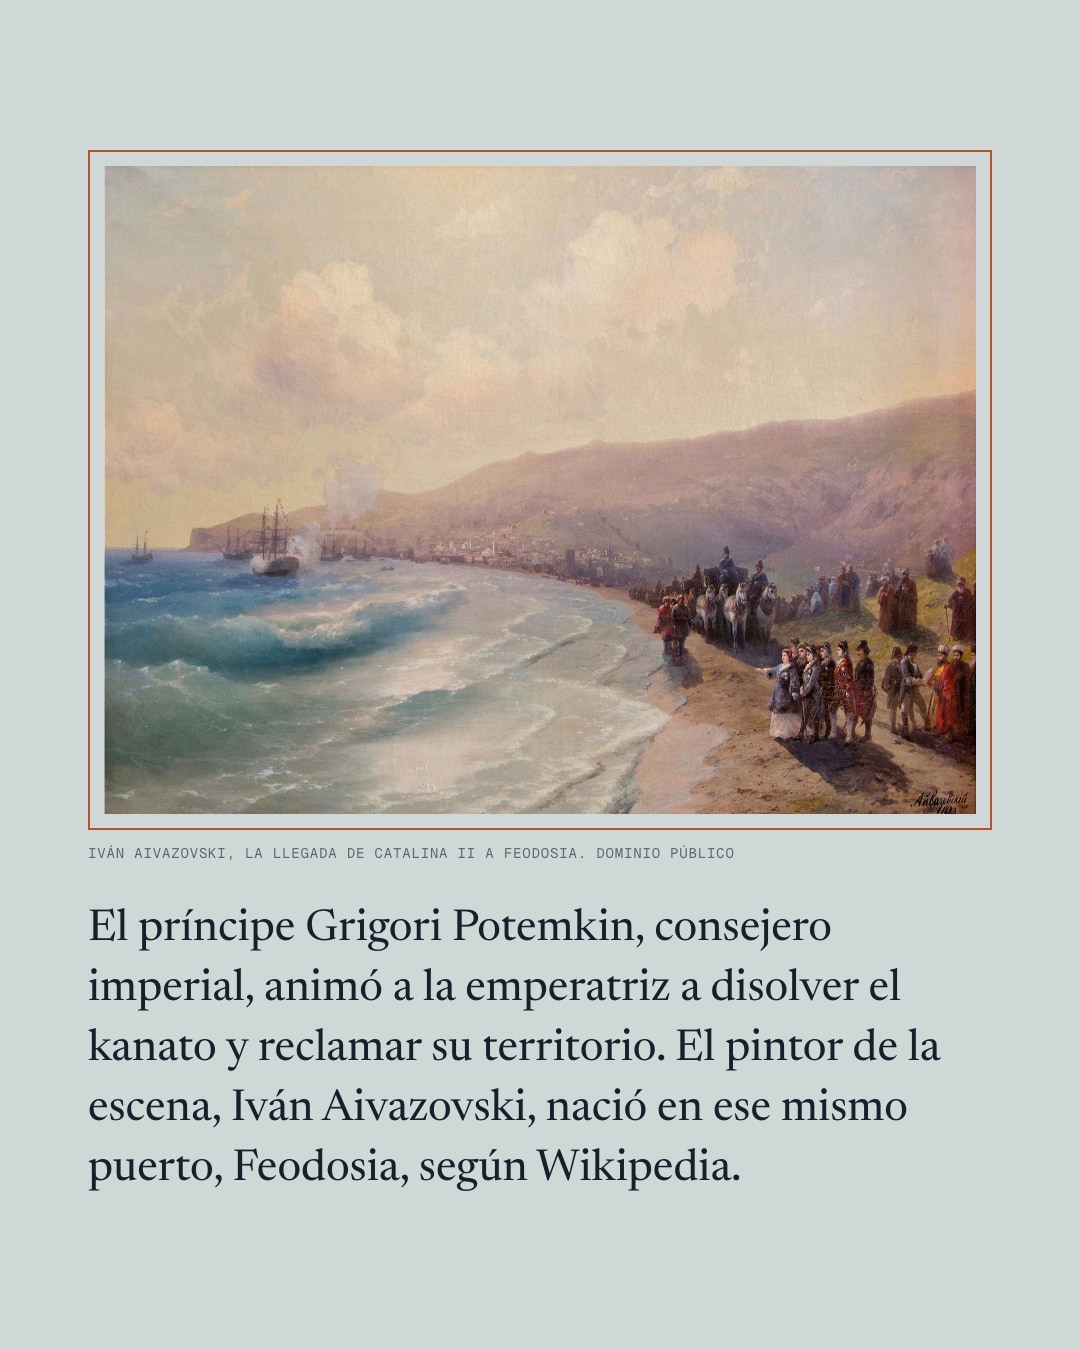 Айвазовскій
IVÁN AIVAZOVSKI, LA LLEGADA DE CATALINA II A FEODOSIA. DOMINIO PÚBLICO
El príncipe Grigori Potemkin, consejero
imperial, animó a la emperatriz a disolver el
kanato y reclamar su territorio. El pintor de la
escena, Iván Aivazovski, nació en ese mismo
puerto, Feodosia, según Wikipedia.